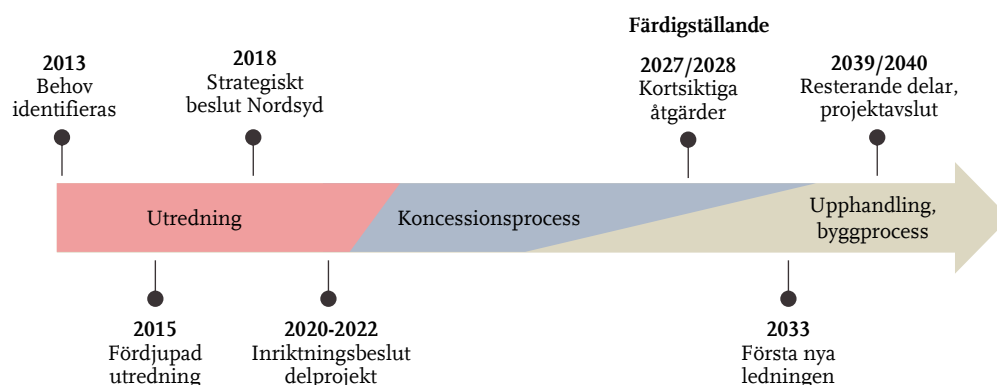 Färdigställande
2013
Behov
identifieras
2018
Strategiskt
beslut Nordsyd
2027/2028
Kortsiktiga
åtgärder
2039/2040
Resterande delar,
projektavslut
Utredning
Koncessionsprocess
Upphandling,
byggprocess
2015
Fördjupad
utredning
2020-2022
Inriktningsbeslut
delprojekt
2033
Första nya
ledningen